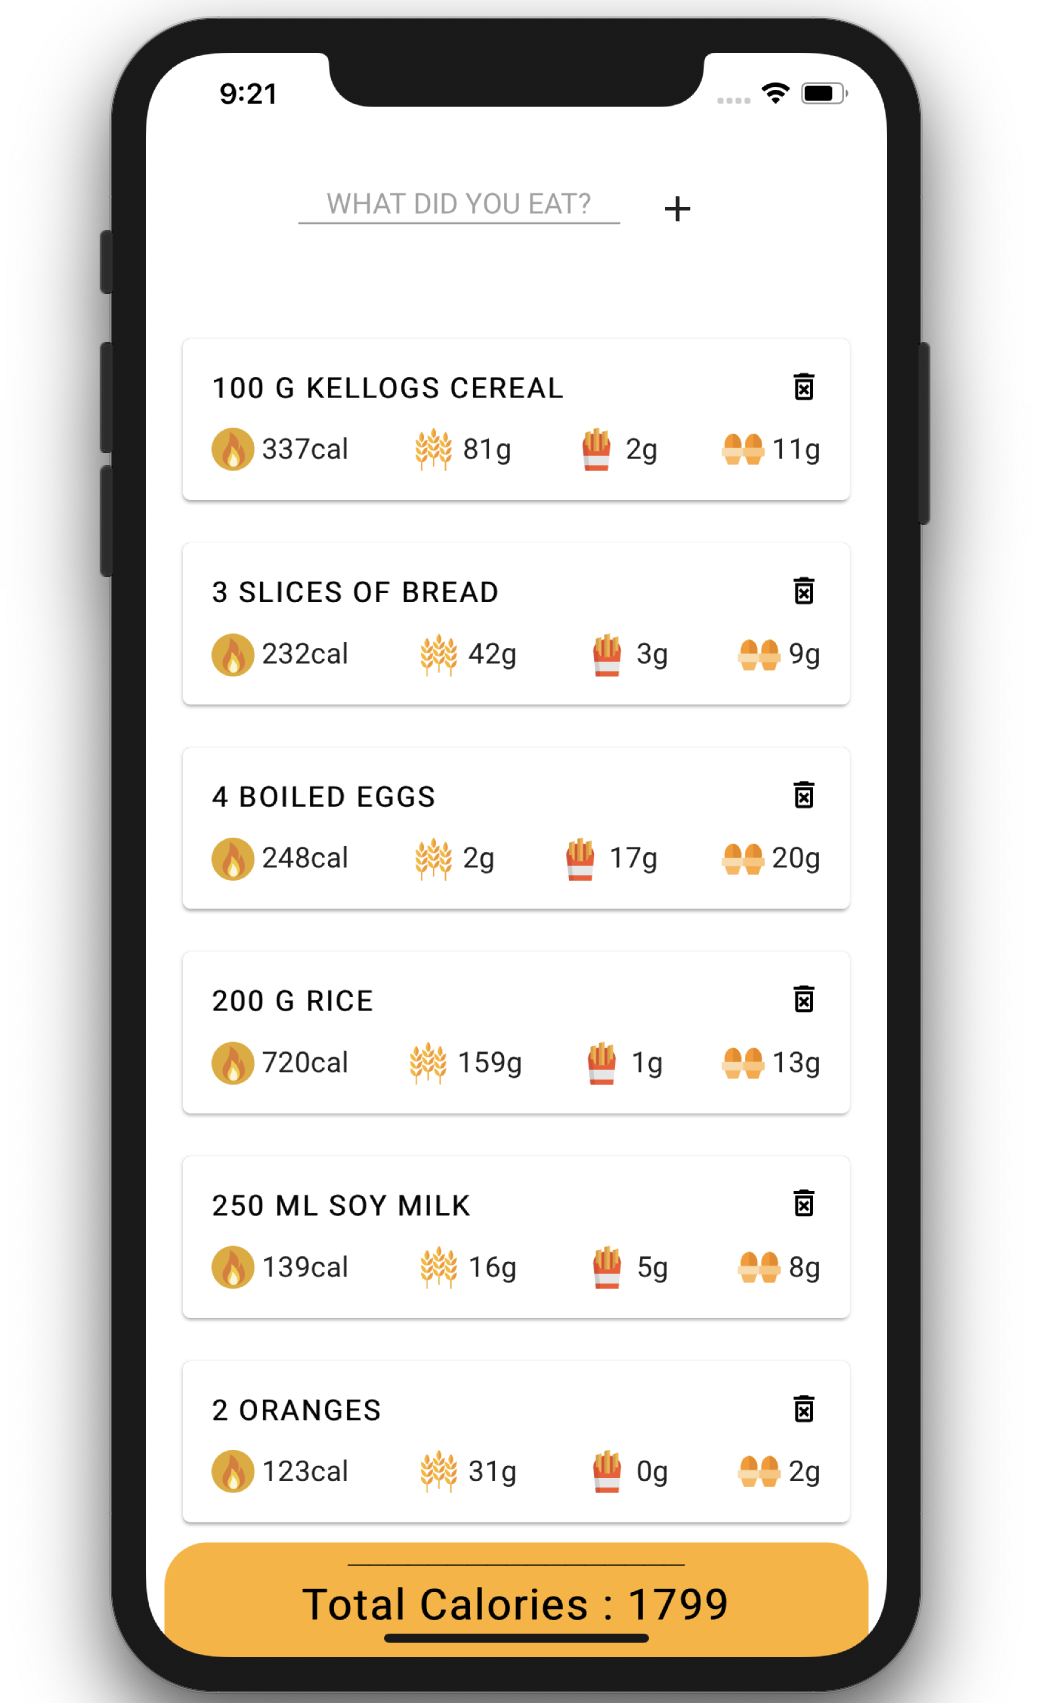 9:21
WHAT DID YOU EAT? +
100 G KELLOGS CEREAL
337cal 81g 2g 11g
3 SLICES OF BREAD
232cal 42g 3g 9g
4 BOILED EGGS
248cal 2g 17g 20g
200 G RICE
720cal 159g 1g 13g
250 ML SOY MILK
139cal 16g 5g 8g
2 ORANGES
123cal 31g 0g 2g
Total Calories : 1799